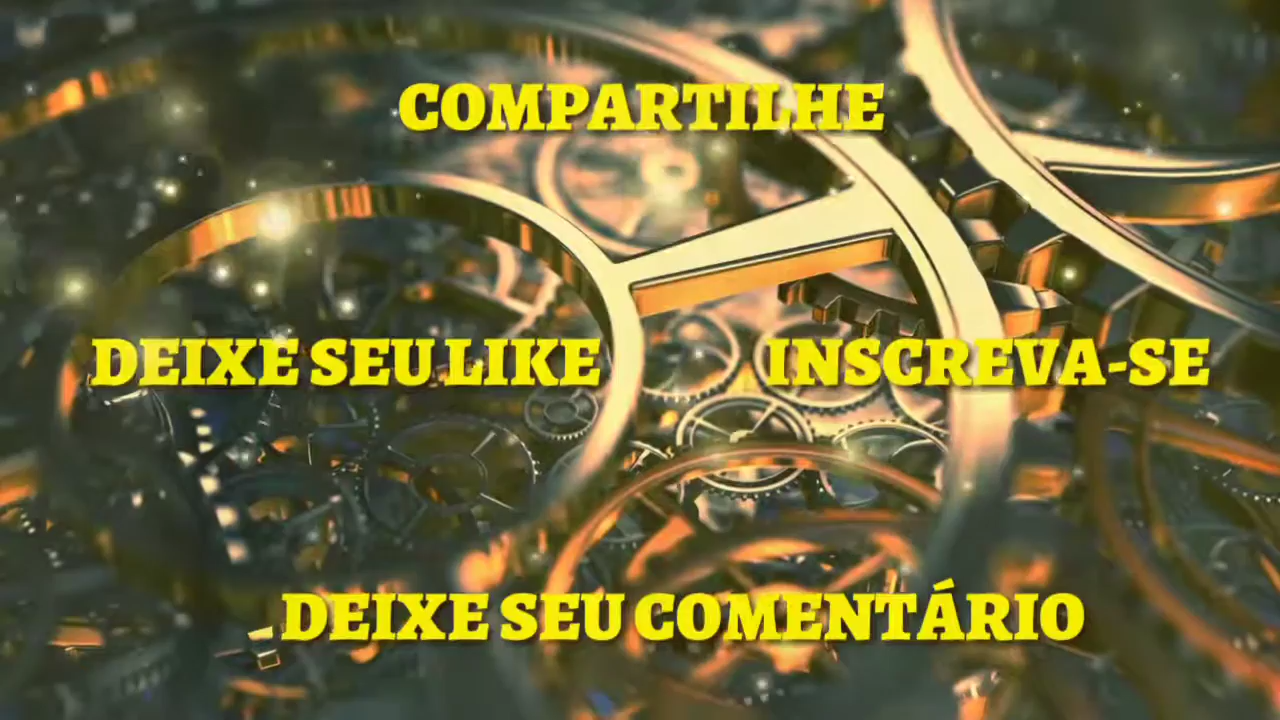 COMPARTILHE
DEIXE SEU LIKE
INSCREVA-SE
DEIXE SEU COMENTÁRIO